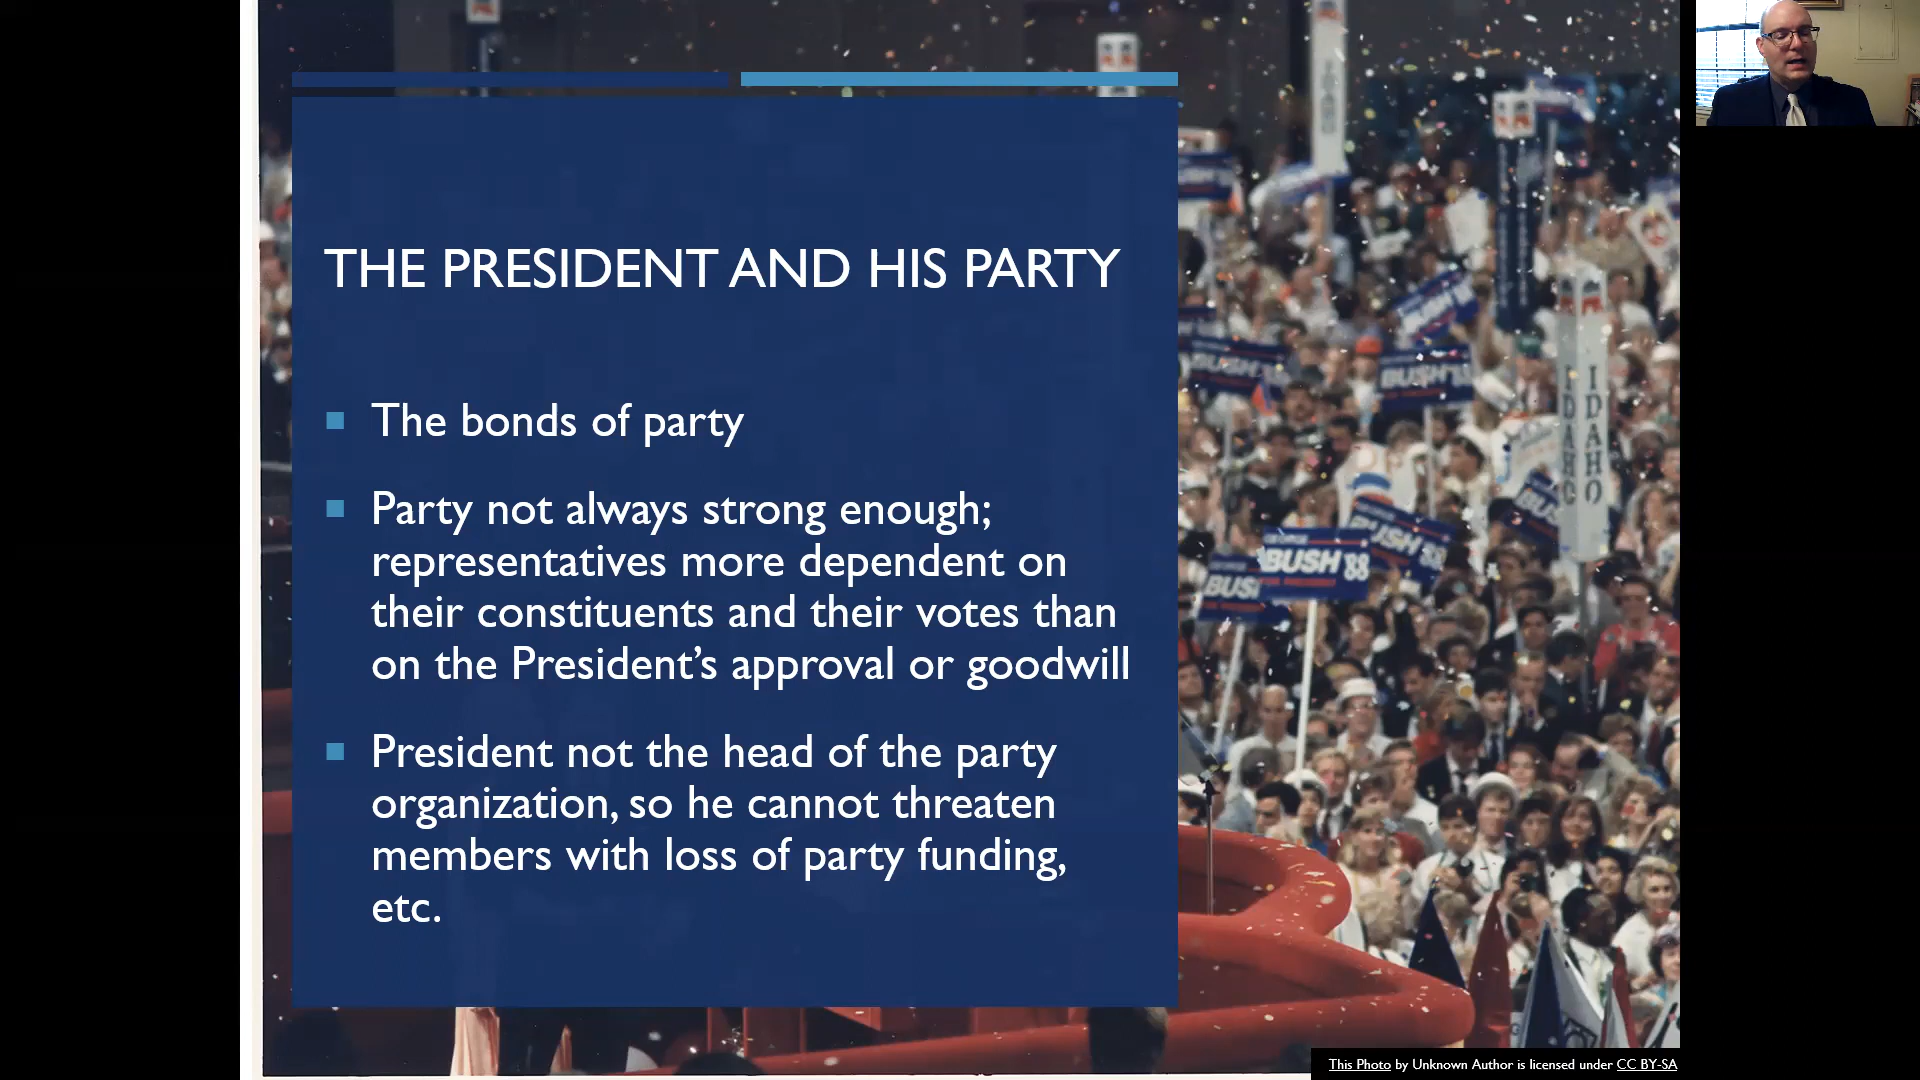 THE PRESIDENT AND HIS PARTY
The bonds of party
Party not always strong enough;
representatives more dependent on
their constituents and their votes than
on the President’s approval or goodwill
President not the head of the party
organization, so he cannot threaten
members with loss of party funding,
etc.
BUSH
BUSH'88
IDAHO
IDAHO
BUSH '88
This Photo by Unknown Author is licensed under CC BY-SA